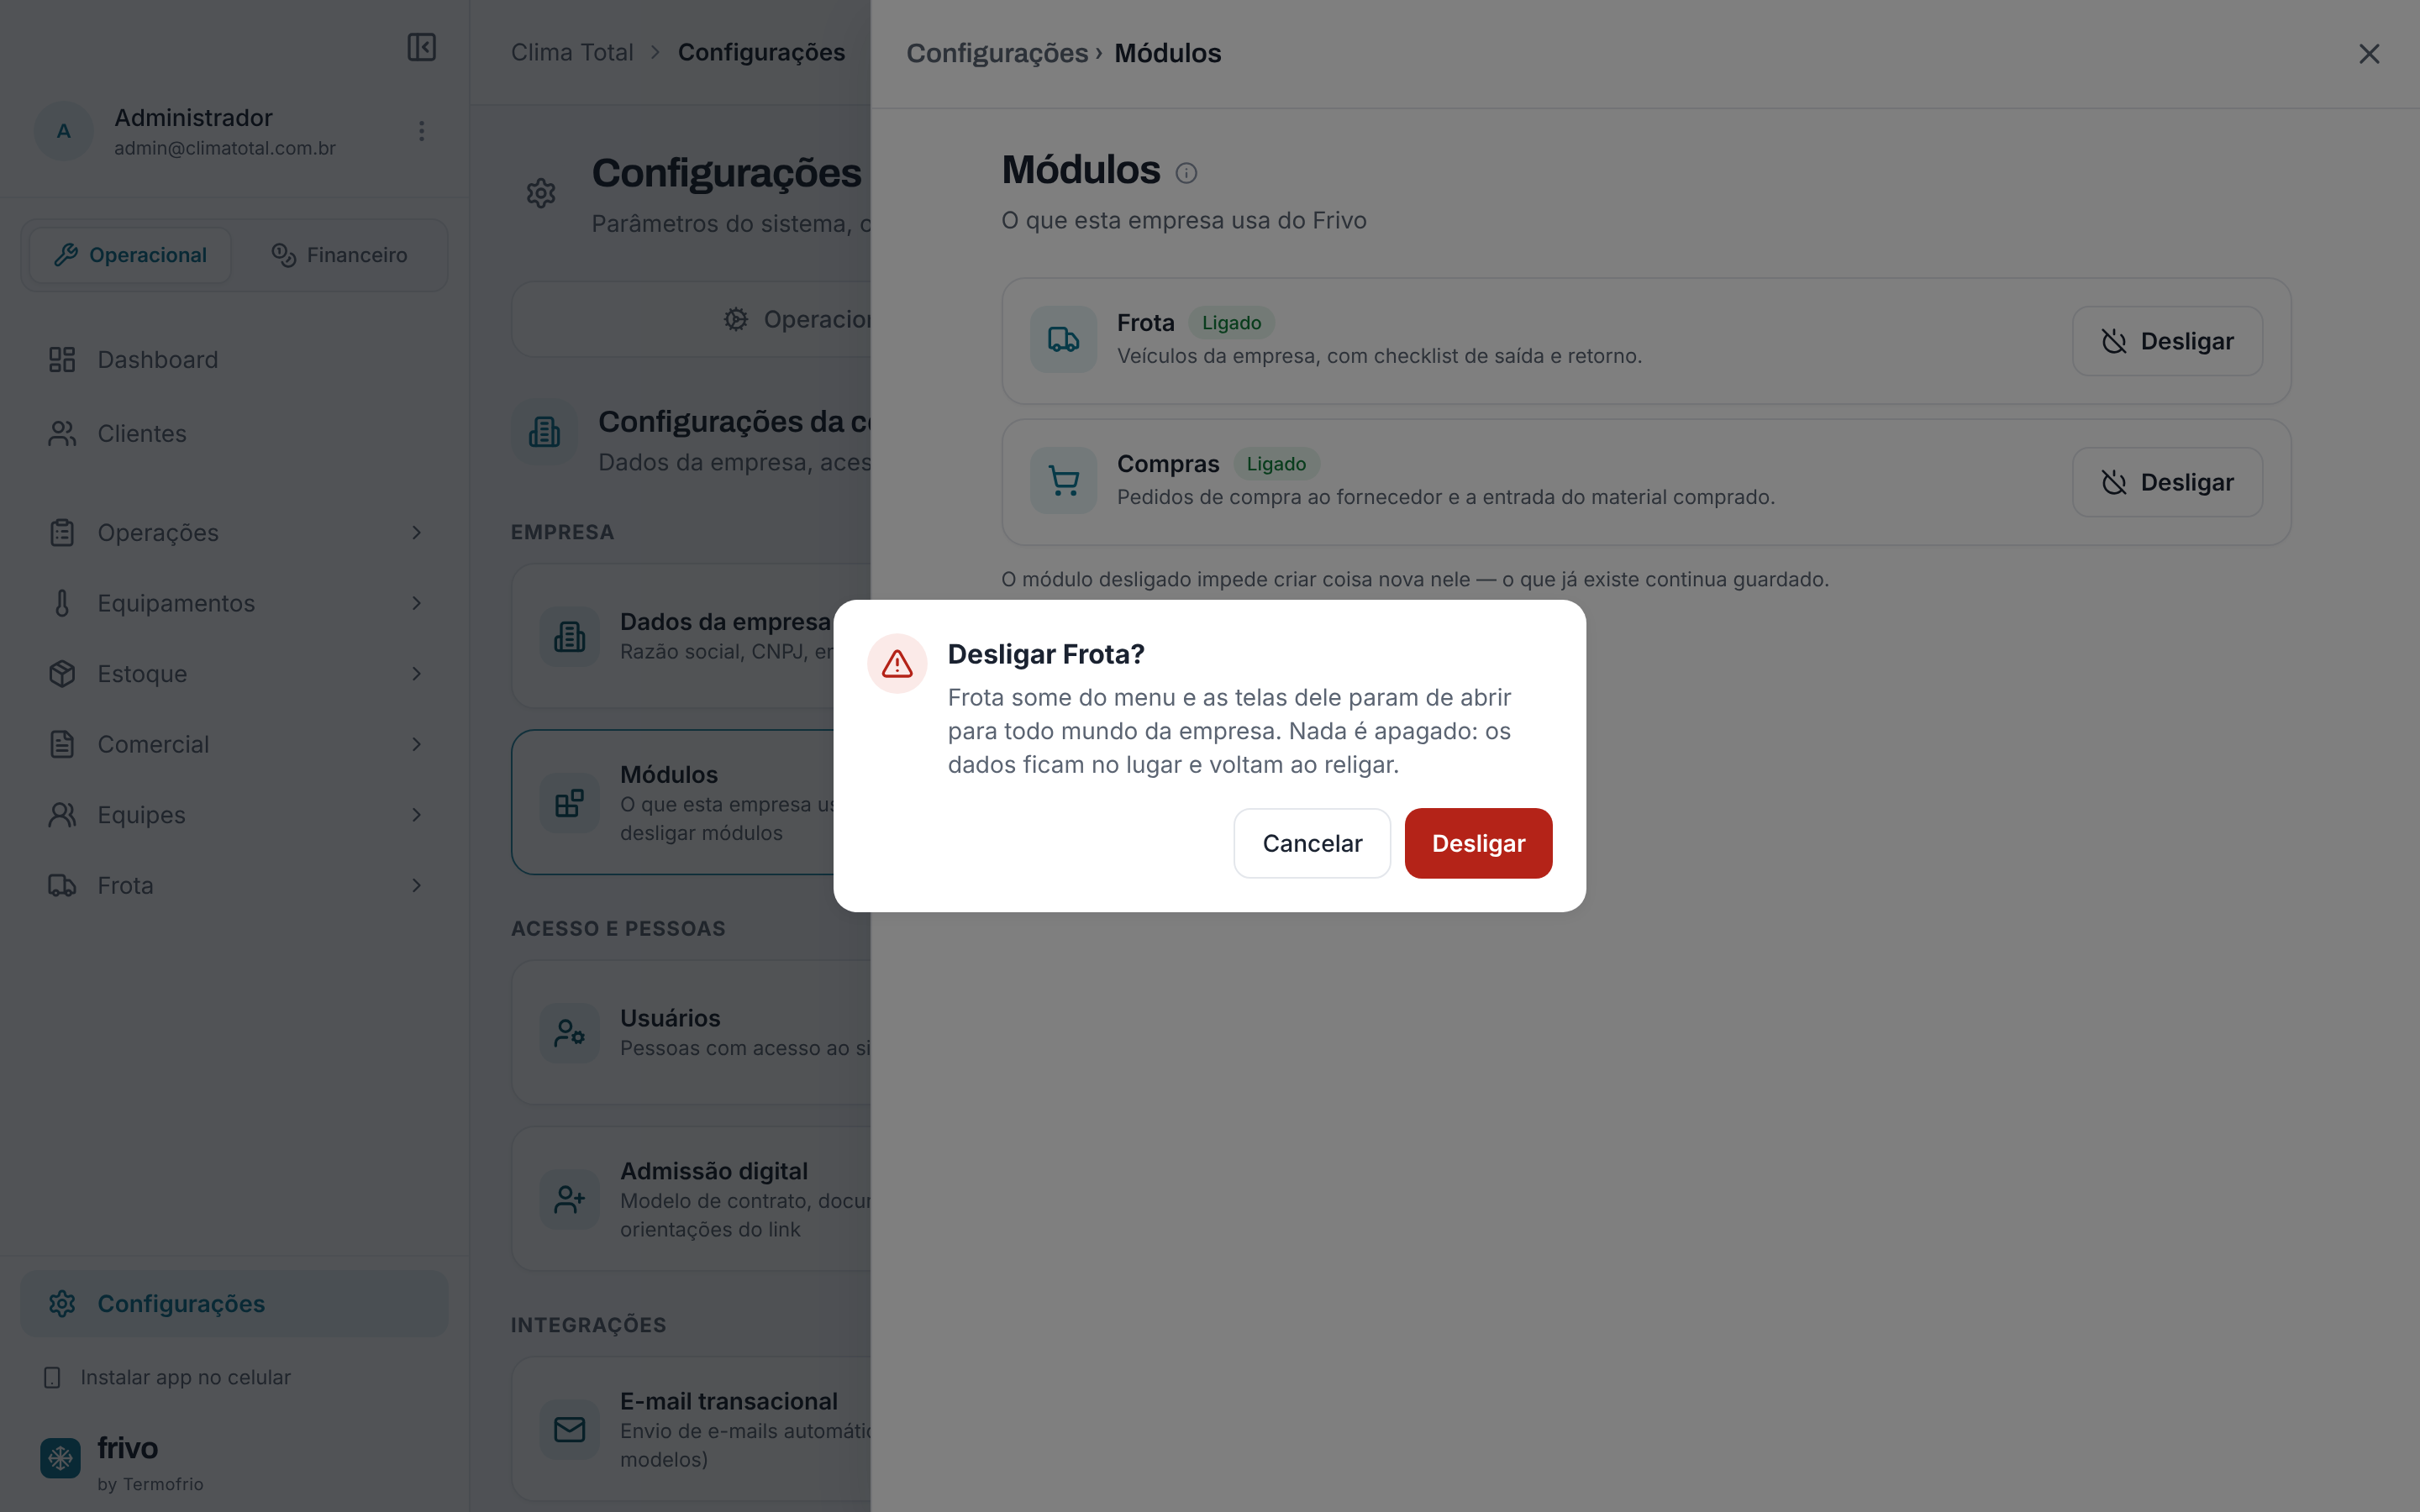 A
Administrador
admin@climatotal.com.br
Operacional
Financeiro
Dashboard
Clientes
Operações
Equipamentos
Estoque
Comercial
Equipes
Frota
Configurações
Instalar app no celular
frivo
by Termofrio
Clima Total > Configurações
Configurações
Parâmetros do sistema, c
Operacion
Configurações da c
Dados da empresa, aces
EMPRESA
Dados da empresa
Razão social, CNPJ, en
Módulos
O que esta empresa us
desligar módulos
ACESSO E PESSOAS
Usuários
Pessoas com acesso ao si
Admissão digital
Modelo de contrato, docum
orientações do link
INTEGRAÇÕES
E-mail transacional
Envio de e-mails automátic
modelos)
Configurações › Módulos
Módulos
O que esta empresa usa do Frivo
Frota Ligado
Veículos da empresa, com checklist de saída e retorno.
Desligar
Compras Ligado
Pedidos de compra ao fornecedor e a entrada do material comprado.
Desligar
O módulo desligado impede criar coisa nova nele — o que já existe continua guardado.
Desligar Frota?
Frota some do menu e as telas dele param de abrir
para todo mundo da empresa. Nada é apagado: os
dados ficam no lugar e voltam ao religar.
Cancelar
Desligar